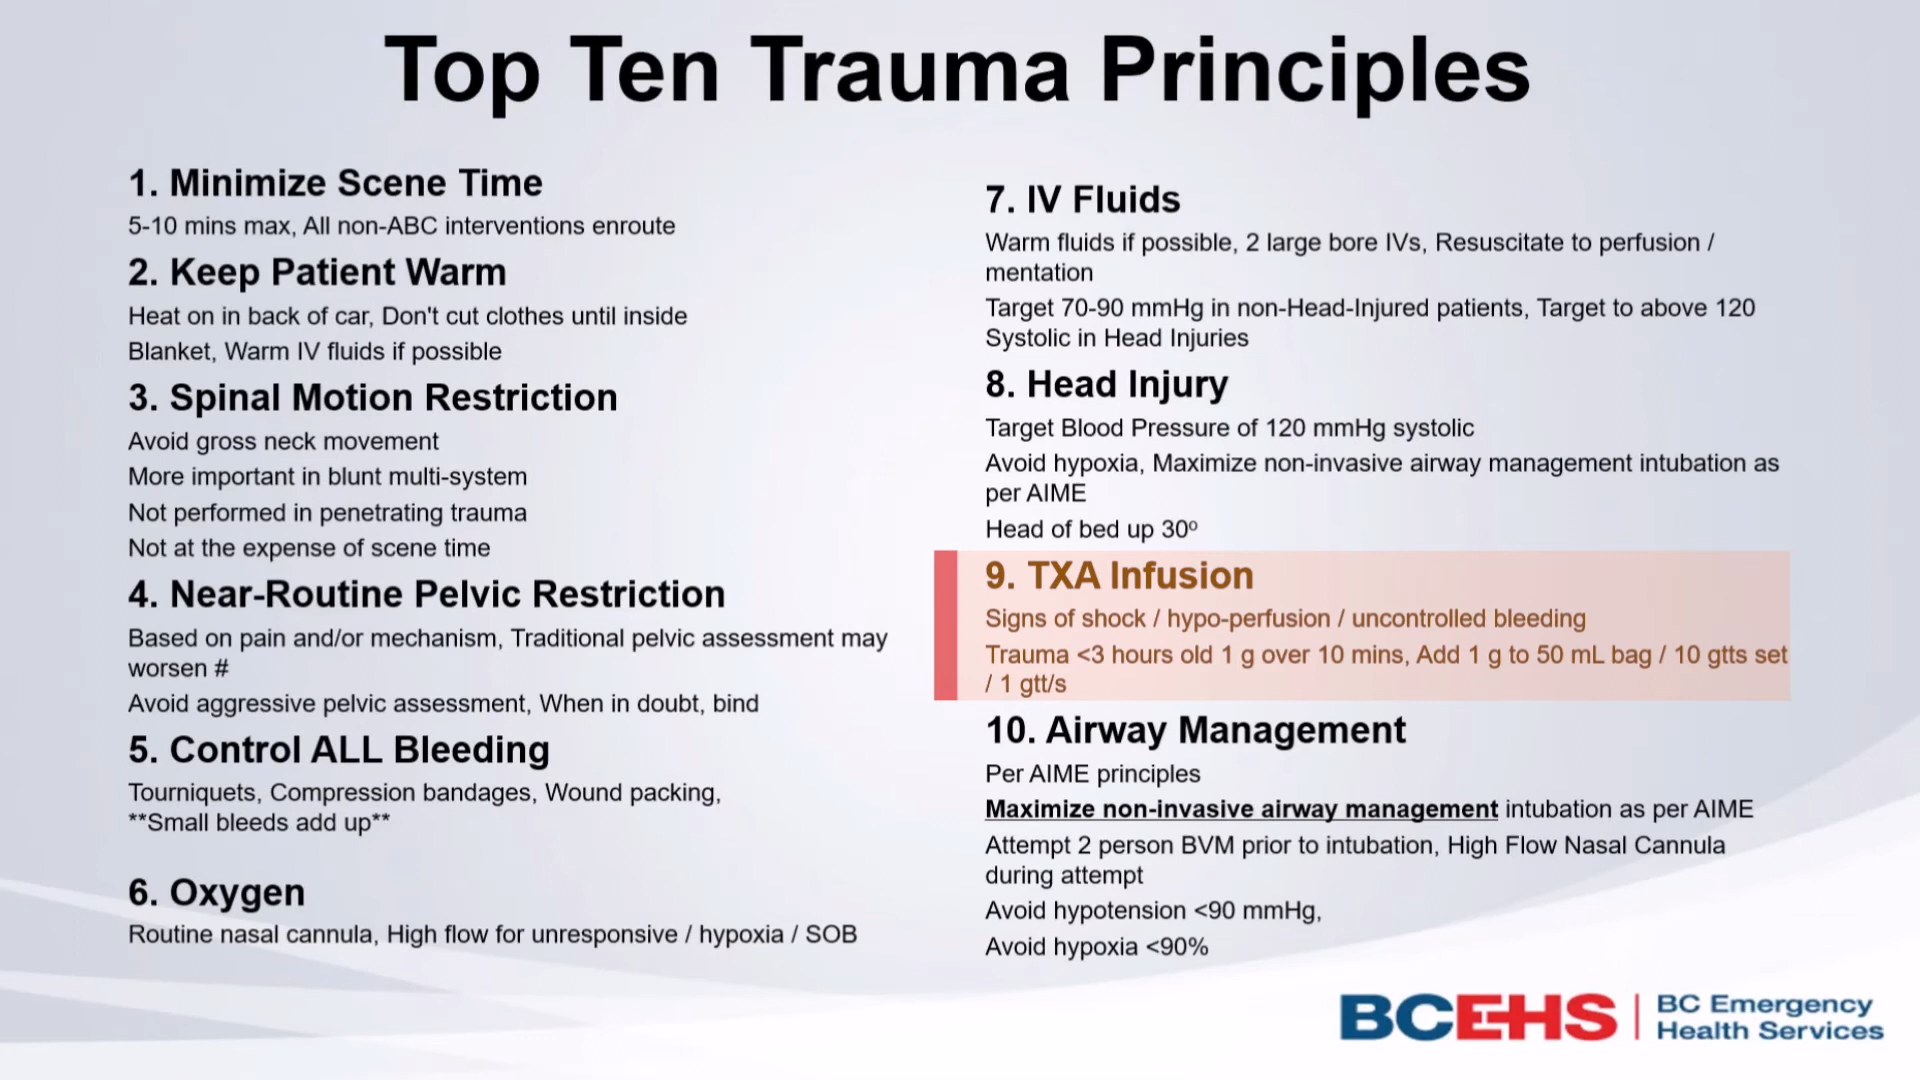 Top Ten Trauma Principles
1. Minimize Scene Time
5-10 mins max, All non-ABC interventions enroute
2. Keep Patient Warm
Heat on in back of car, Don't cut clothes until inside
Blanket, Warm IV fluids if possible
3. Spinal Motion Restriction
Avoid gross neck movement
More important in blunt multi-system
Not performed in penetrating trauma
Not at the expense of scene time
4. Near-Routine Pelvic Restriction
Based on pain and/or mechanism, Traditional pelvic assessment may
worsen #
Avoid aggressive pelvic assessment, When in doubt, bind
5. Control ALL Bleeding
Tourniquets, Compression bandages, Wound packing,
**Small bleeds add up**
6. Oxygen
Routine nasal cannula, High flow for unresponsive / hypoxia / SOB
7. IV Fluids
Warm fluids if possible, 2 large bore IVs, Resuscitate to perfusion /
mentation
Target 70-90 mmHg in non-Head-Injured patients, Target to above 120
Systolic in Head Injuries
8. Head Injury
Target Blood Pressure of 120 mmHg systolic
Avoid hypoxia, Maximize non-invasive airway management intubation as
per AIME
Head of bed up 30º
9. TXA Infusion
Signs of shock / hypo-perfusion / uncontrolled bleeding
Trauma <3 hours old 1 g over 10 mins, Add 1 g to 50 mL bag / 10 gtts set
/ 1 gtt/s
10. Airway Management
Per AIME principles
Maximize non-invasive airway management intubation as per AIME
Attempt 2 person BVM prior to intubation, High Flow Nasal Cannula
during attempt
Avoid hypotension <90 mmHg,
Avoid hypoxia <90%
BCEHS
BC Emergency
Health Services